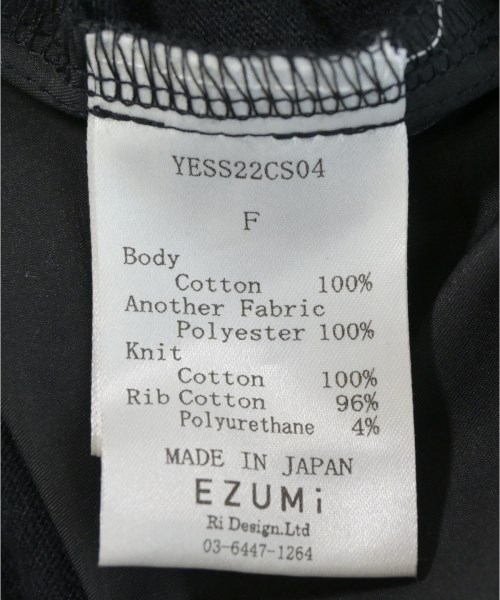 YESS22CS04
F
Body
Cotton 100%
Another Fabric
Polyester 100%
Knit
Cotton 100%
Rib Cotton 96%
Polyurethane 4%
MADE IN JAPAN
EZUMi
Ri Design.Ltd
03-6447-1264